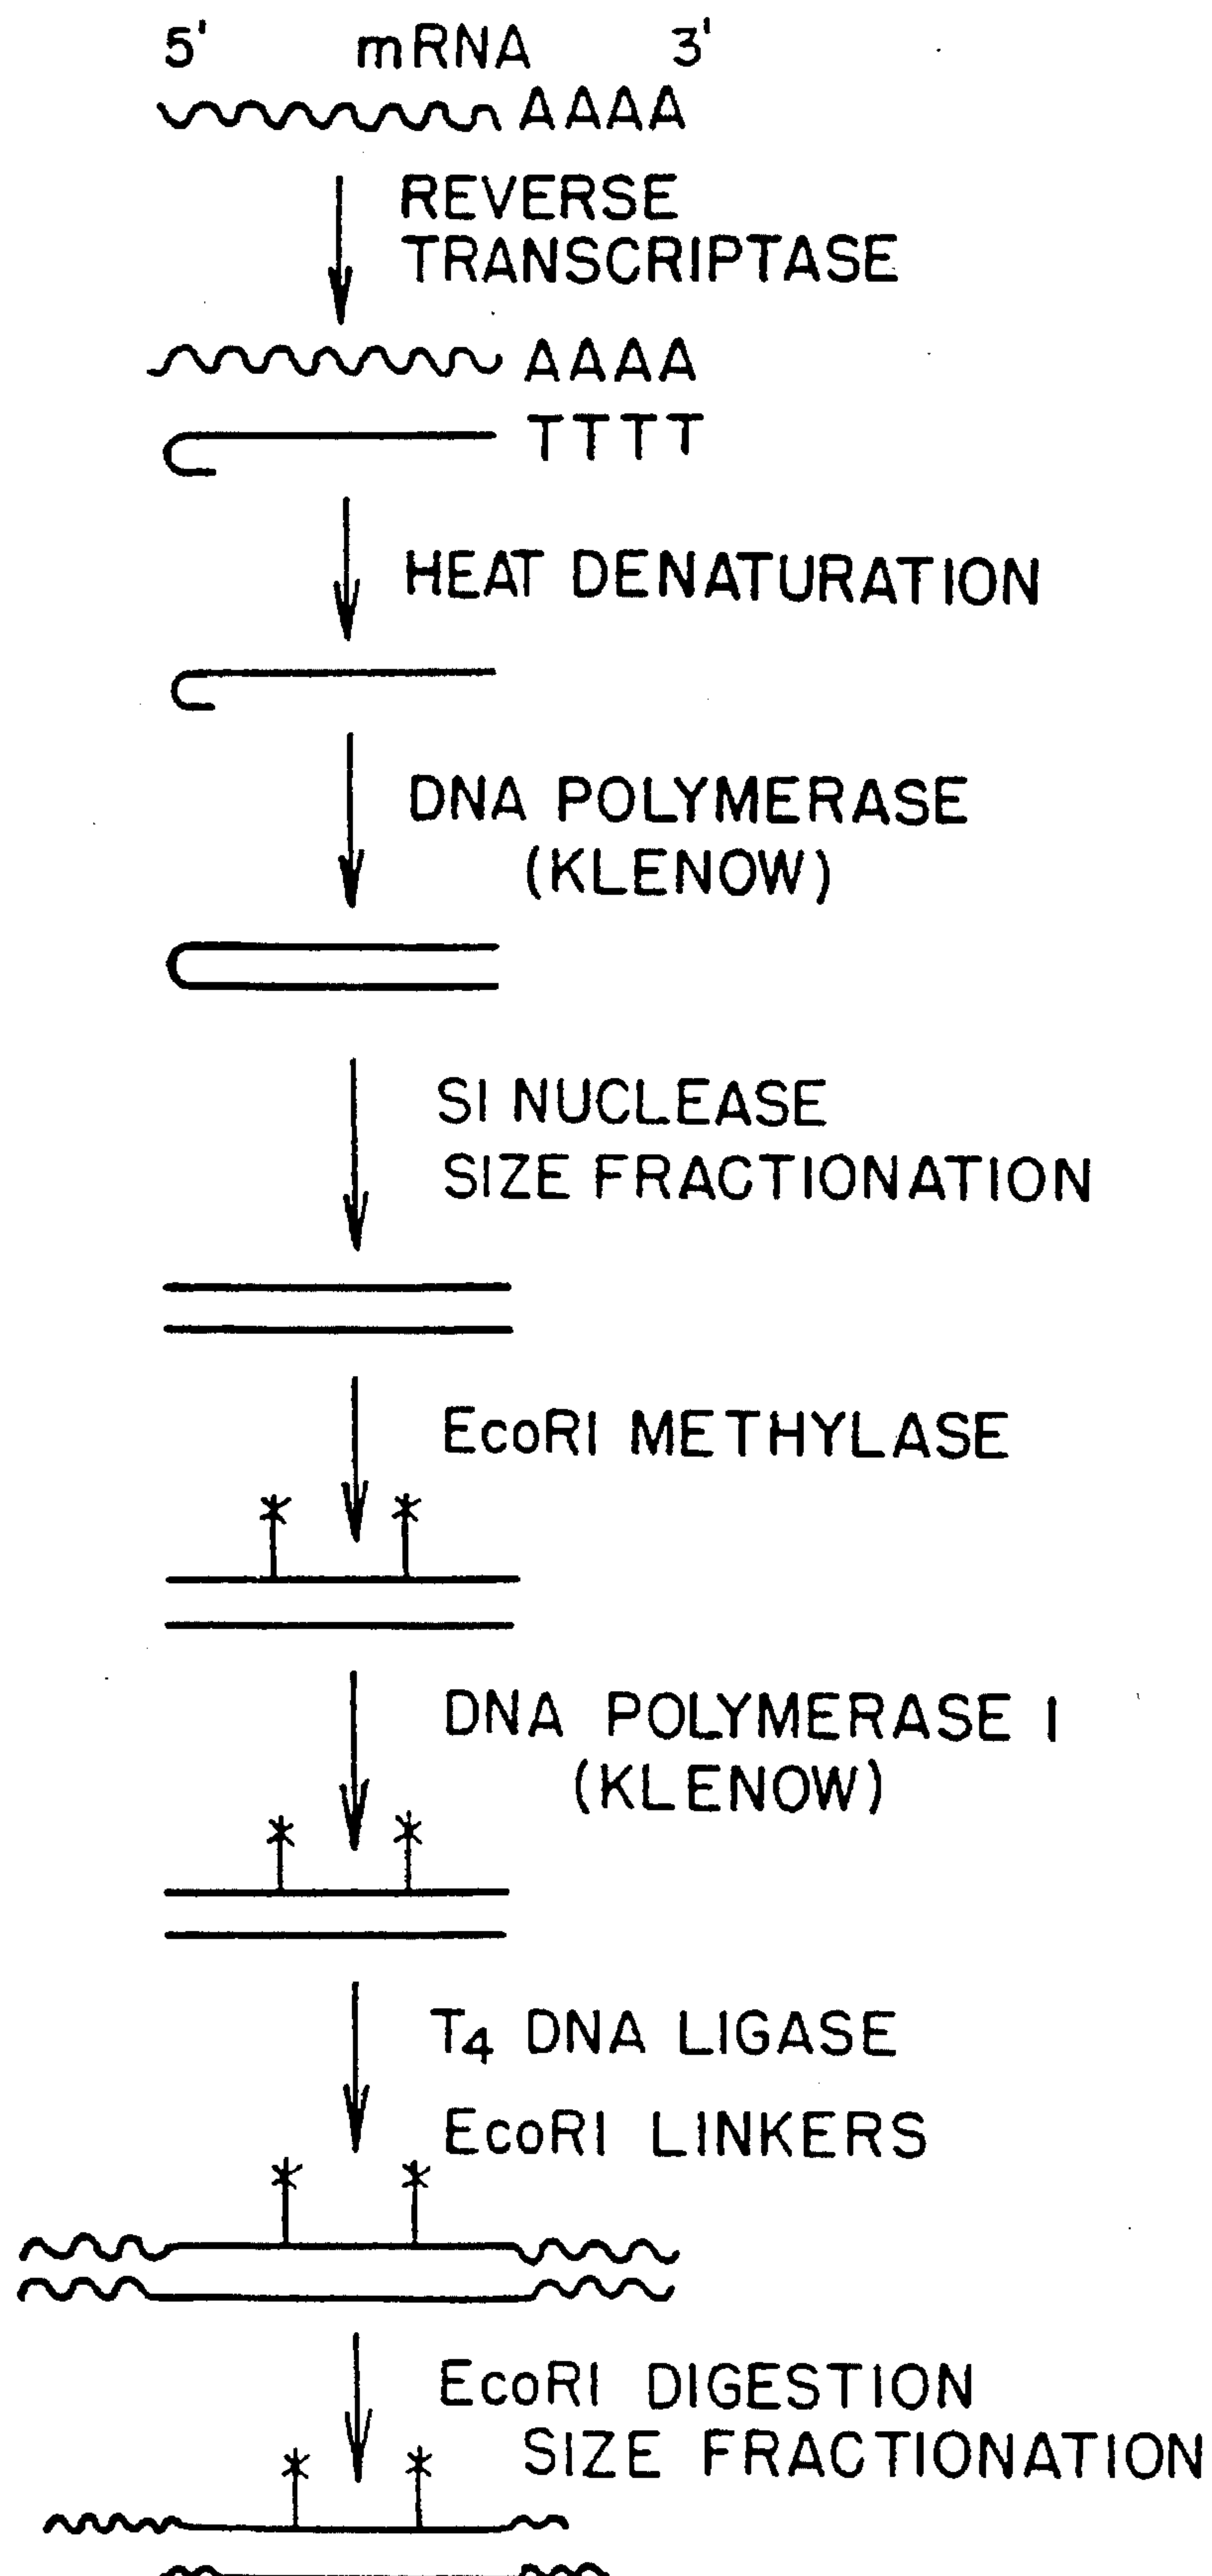 5' mRNA 3'
AAAA
REVERSE
TRANSCRIPTASE
AAAA
TTTT
HEAT DENATURATION
DNA POLYMERASE
(KLENOW)
SI NUCLEASE
SIZE FRACTIONATION
EcoRI METHYLASE
DNA POLYMERASE I
(KLENOW)
T4 DNA LIGASE
EcoRI LINKERS
EcoRI DIGESTION
SIZE FRACTIONATION